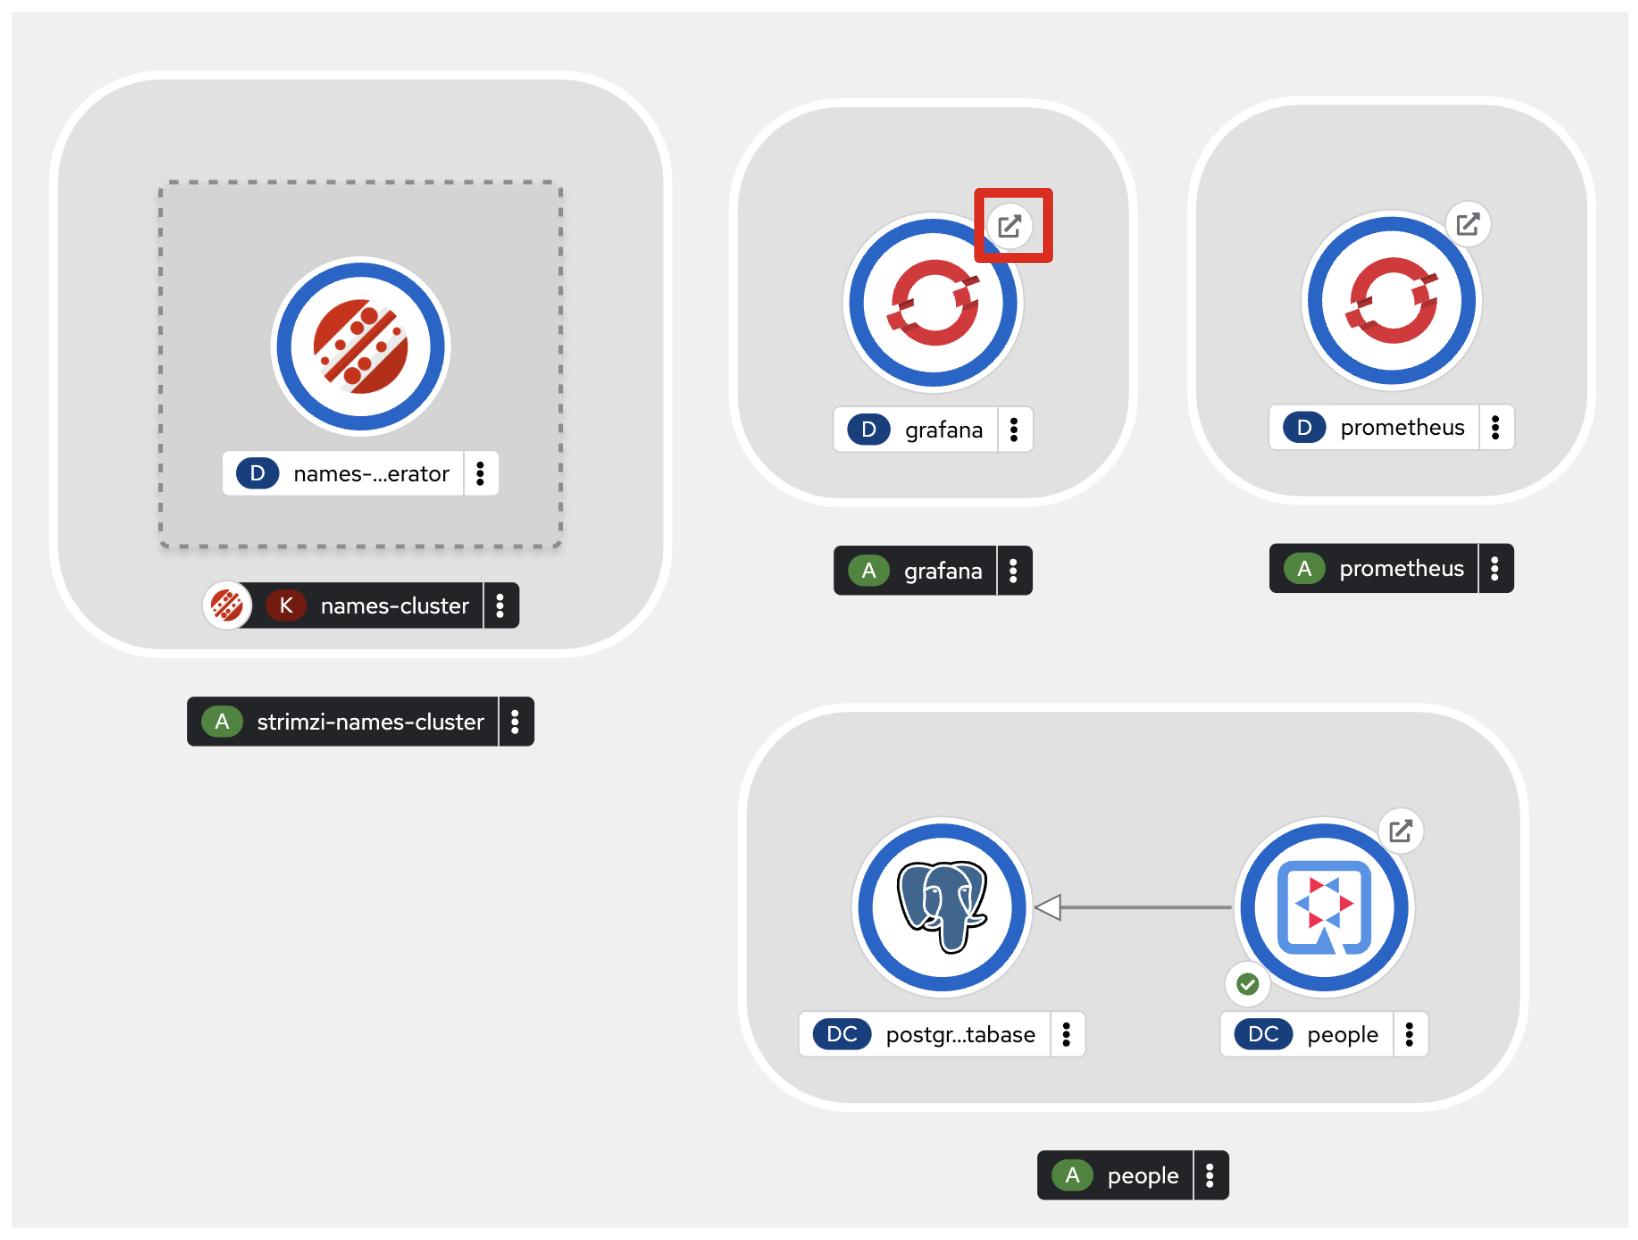 D names-...erator
K names-cluster
A strimzi-names-cluster
D grafana
A grafana
D prometheus
A prometheus
DC postgr...tabase
DC people
A people